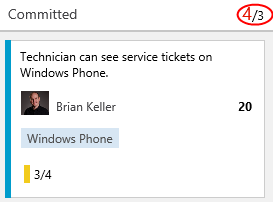 Committed
4/3
Technician can see service tickets on
Windows Phone.
Brian Keller
20
Windows Phone
3/4